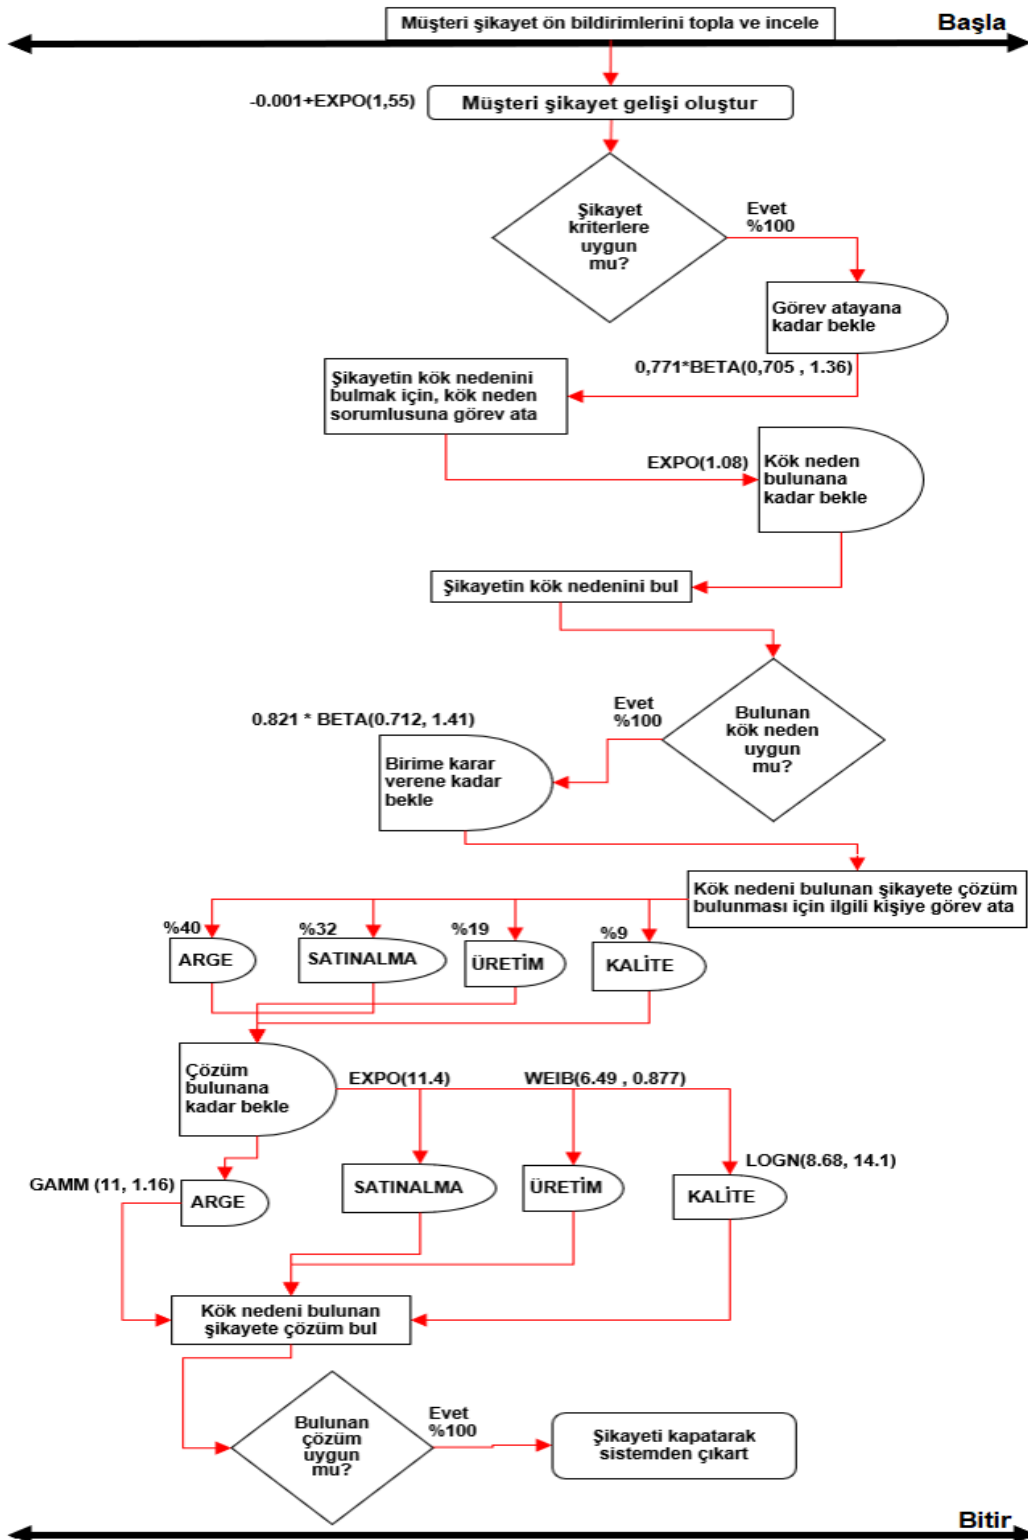 Müşteri şikayet ön bildirimlerini topla ve incele
Başla
-0.001+EXPO(1,55)
Müşteri şikayet gelişi oluştur
Şikayet
kriterlere
uygun
mu?
Evet
%100
Görev atayana
kadar bekle
0,771*BETA(0,705 , 1.36)
Şikayetin kök nedenini
bulmak için, kök neden
sorumlusuna görev ata
EXPO(1.08)
Kök neden
bulunana
kadar bekle
Şikayetin kök nedenini bul
Bulunan
kök neden
uygun
mu?
Evet
%100
0.821 * BETA(0.712, 1.41)
Birime karar
verene kadar
bekle
Kök nedeni bulunan şikayete çözüm
bulunması için ilgili kişiye görev ata
%40
%32
%19
%9
ARGE
SATINALMA
ÜRETİM
KALİTE
Çözüm
bulunana
kadar bekle
EXPO(11.4)
WEIB(6.49 , 0.877)
LOGN(8.68, 14.1)
GAMM (11, 1.16)
ARGE
SATINALMA
ÜRETİM
KALİTE
Kök nedeni bulunan
şikayete çözüm bul
Bulunan
çözüm
uygun
mu?
Evet
%100
Şikayeti kapatarak
sistemden çıkart
Bitir